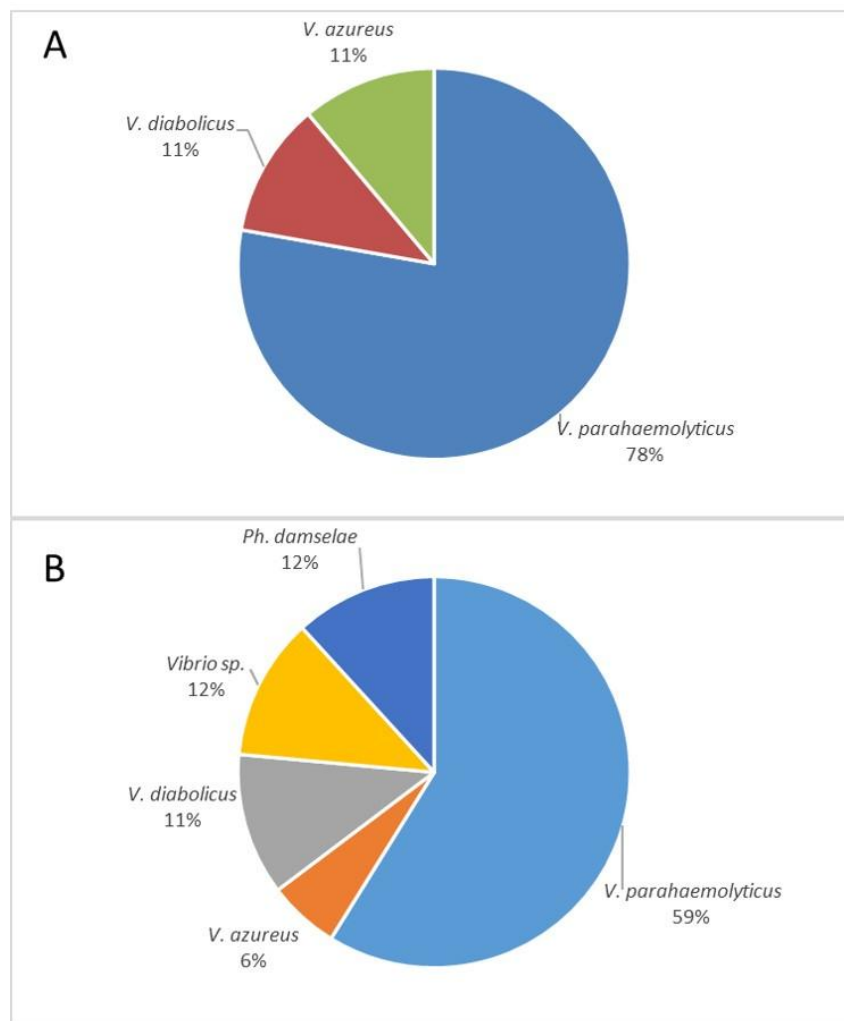 A
V. azureus
11%
V. diabolicus
11%
V. parahaemolyticus
78%
B
Ph. damselae
12%
Vibrio sp.
12%
V. diabolicus
11%
V. parahaemolyticus
59%
V. azureus
6%